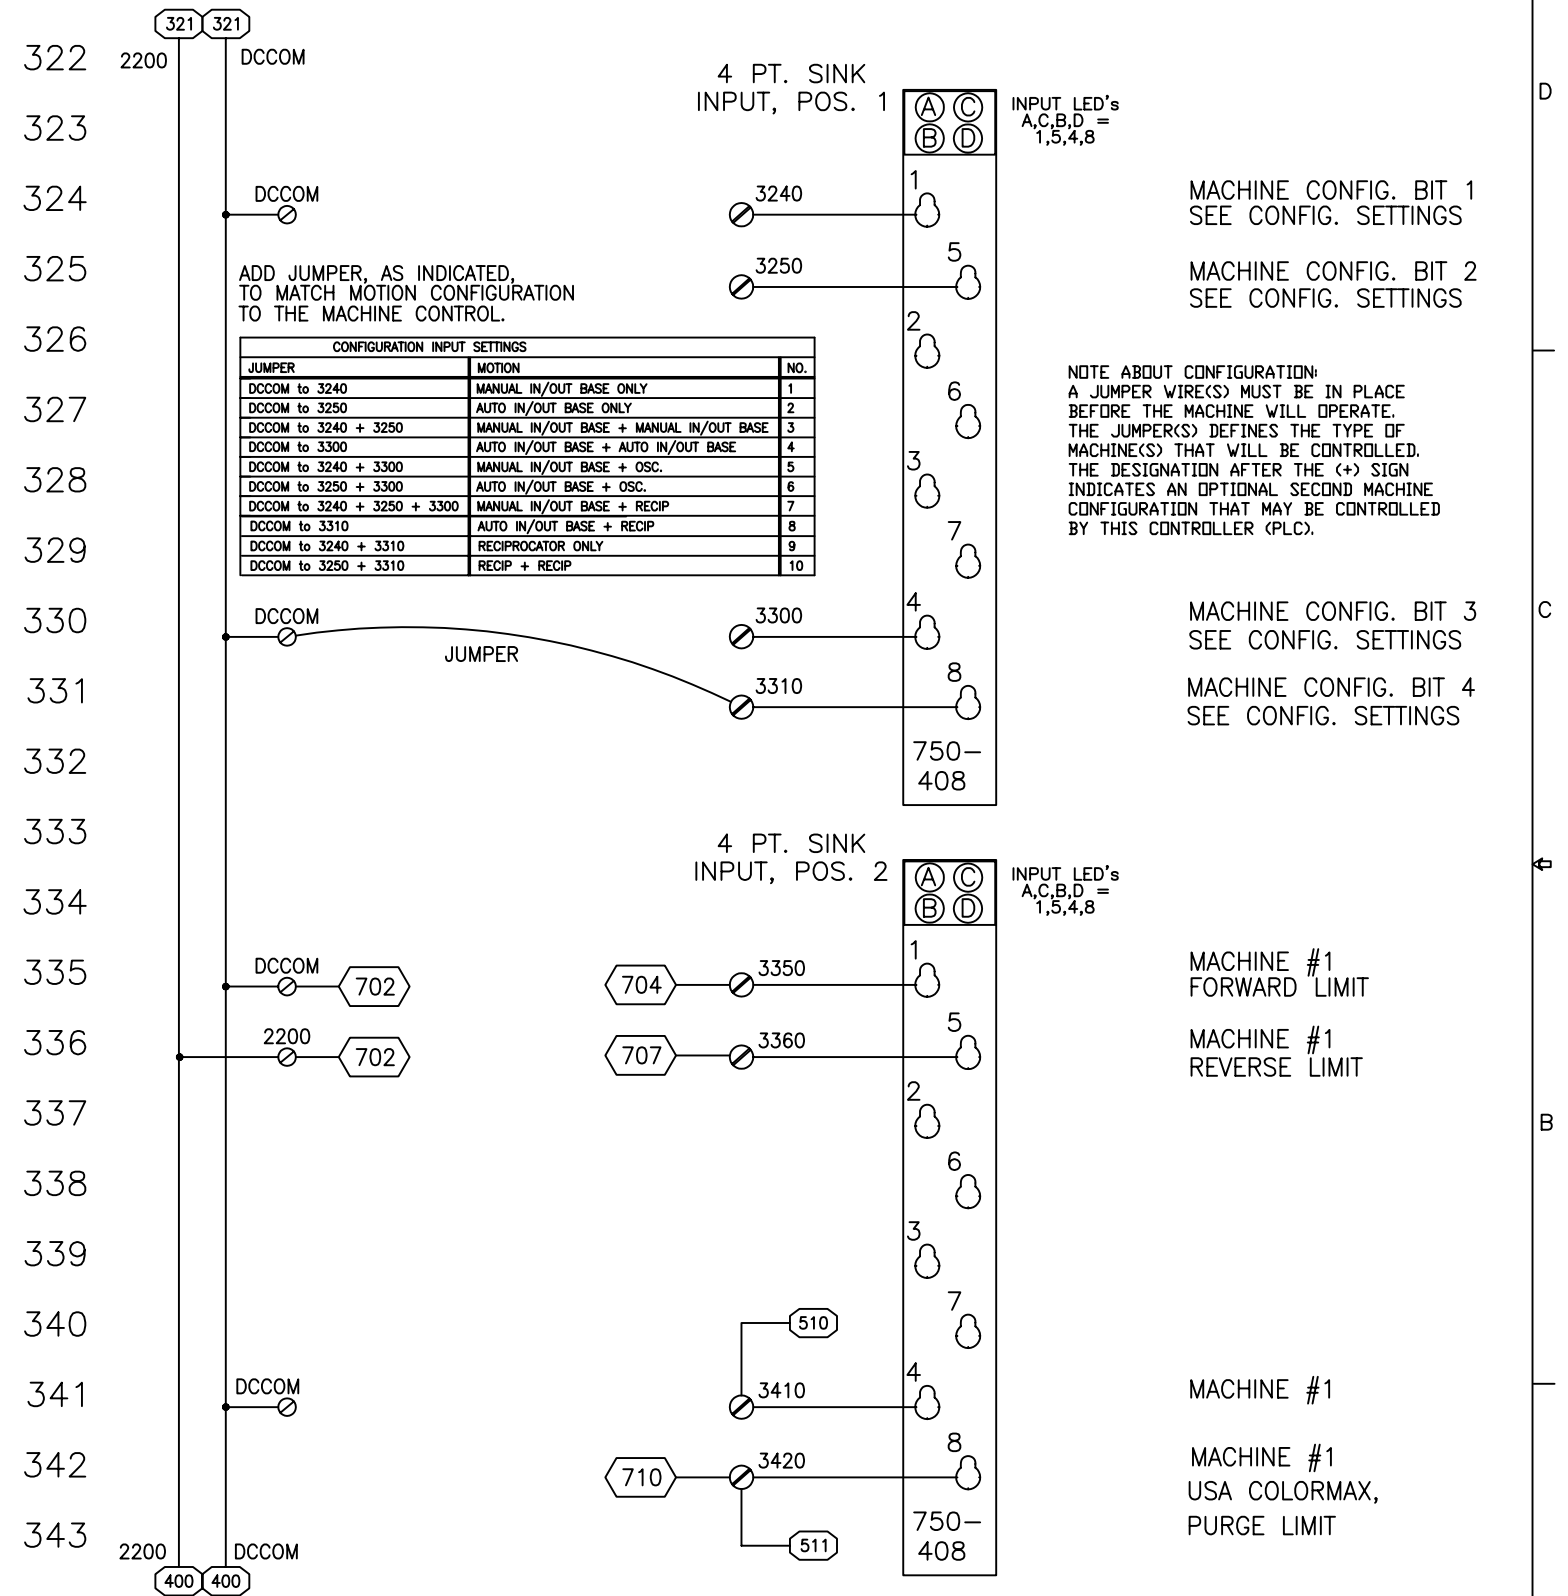 321 321
322 2200 DCCOM
4 PT. SINK
INPUT, POS. 1
A C
B D
INPUT LED's
A,C,B,D =
1,5,4,8
D
323
324 DCCOM 3240 1
MACHINE CONFIG. BIT 1
SEE CONFIG. SETTINGS
325 3250 5
MACHINE CONFIG. BIT 2
SEE CONFIG. SETTINGS
ADD JUMPER, AS INDICATED,
TO MATCH MOTION CONFIGURATION
TO THE MACHINE CONTROL.
326 2
CONFIGURATION INPUT SETTINGS
JUMPER MOTION NO.
DCCOM to 3240 MANUAL IN/OUT BASE ONLY 1
DCCOM to 3250 AUTO IN/OUT BASE ONLY 2
DCCOM to 3240 + 3250 MANUAL IN/OUT BASE + MANUAL IN/OUT BASE 3
DCCOM to 3300 AUTO IN/OUT BASE + AUTO IN/OUT BASE 4
DCCOM to 3240 + 3300 MANUAL IN/OUT BASE + OSC. 5
DCCOM to 3250 + 3300 AUTO IN/OUT BASE + OSC. 6
DCCOM to 3240 + 3250 + 3300 MANUAL IN/OUT BASE + RECIP 7
DCCOM to 3310 AUTO IN/OUT BASE + RECIP 8
DCCOM to 3240 + 3310 RECIPROCATOR ONLY 9
DCCOM to 3250 + 3310 RECIP + RECIP 10
327 6
328 3
329 7
NOTE ABOUT CONFIGURATION:
A JUMPER WIRE(S) MUST BE IN PLACE
BEFORE THE MACHINE WILL OPERATE.
THE JUMPER(S) DEFINES THE TYPE OF
MACHINE(S) THAT WILL BE CONTROLLED.
THE DESIGNATION AFTER THE (+) SIGN
INDICATES AN OPTIONAL SECOND MACHINE
CONFIGURATION THAT MAY BE CONTROLLED
BY THIS CONTROLLER (PLC).
330 DCCOM 3300 4
MACHINE CONFIG. BIT 3
SEE CONFIG. SETTINGS
C
JUMPER
331 3310 8
MACHINE CONFIG. BIT 4
SEE CONFIG. SETTINGS
332
750-
408
333
4 PT. SINK
INPUT, POS. 2
A C
B D
INPUT LED's
A,C,B,D =
1,5,4,8
334
335 DCCOM 702 704 3350 1
MACHINE #1
FORWARD LIMIT
336 2200 702 707 3360 5
MACHINE #1
REVERSE LIMIT
337 2
B
338 6
339 3
340 510 7
341 DCCOM 3410 4 MACHINE #1
342 710 3420 8
MACHINE #1
USA COLORMAX,
PURGE LIMIT
343 2200 DCCOM 511
750-
408
400 400